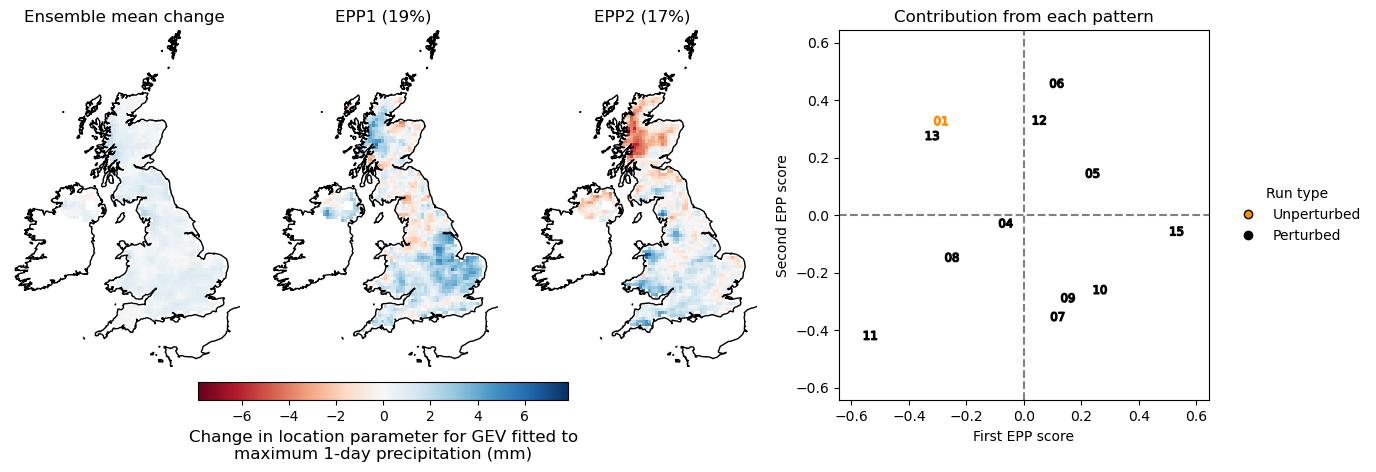 Ensemble mean change
EPP1 (19%)
EPP2 (17%)
−6 −4 −2 0 2 4 6
Change in location parameter for GEV fitted to
maximum 1-day precipitation (mm)
Contribution from each pattern
Second EPP score
0.6
0.4
0.2
0.0
−0.2
−0.4
−0.6
06
12
01
13
05
04
15
08
10
09
07
11
−0.6 −0.4 −0.2 0.0 0.2 0.4 0.6
First EPP score
Run type
Unperturbed
Perturbed